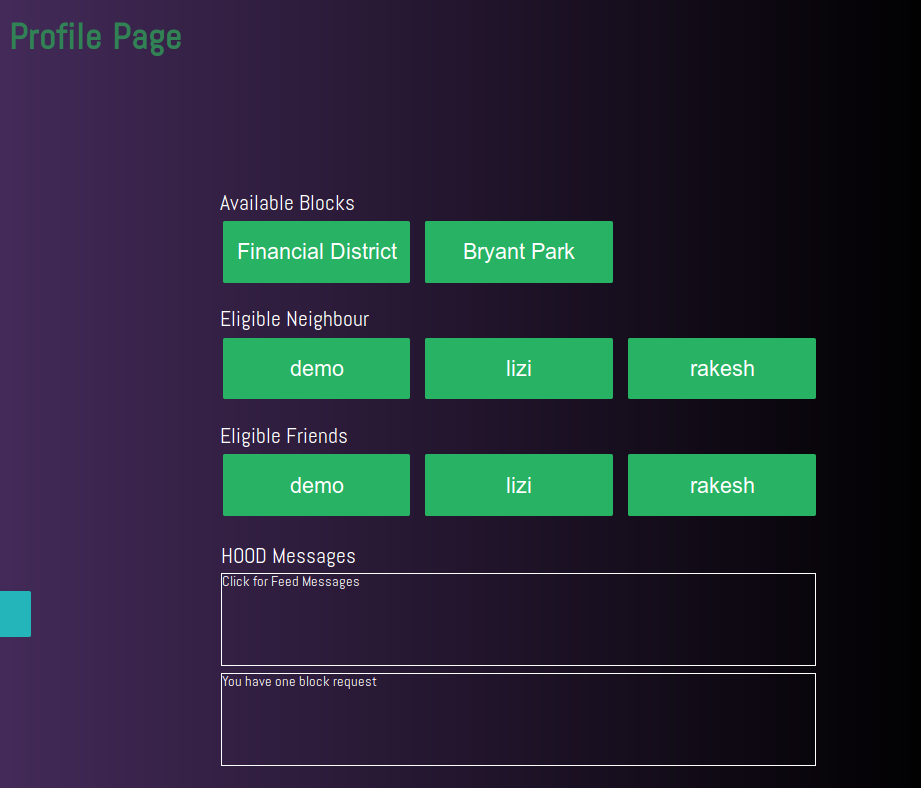 Profile Page
Available Blocks
Financial District
Bryant Park
Eligible Neighbour
demo
lizi
rakesh
Eligible Friends
demo
lizi
rakesh
HOOD Messages
Click for Feed Messages
You have one block request